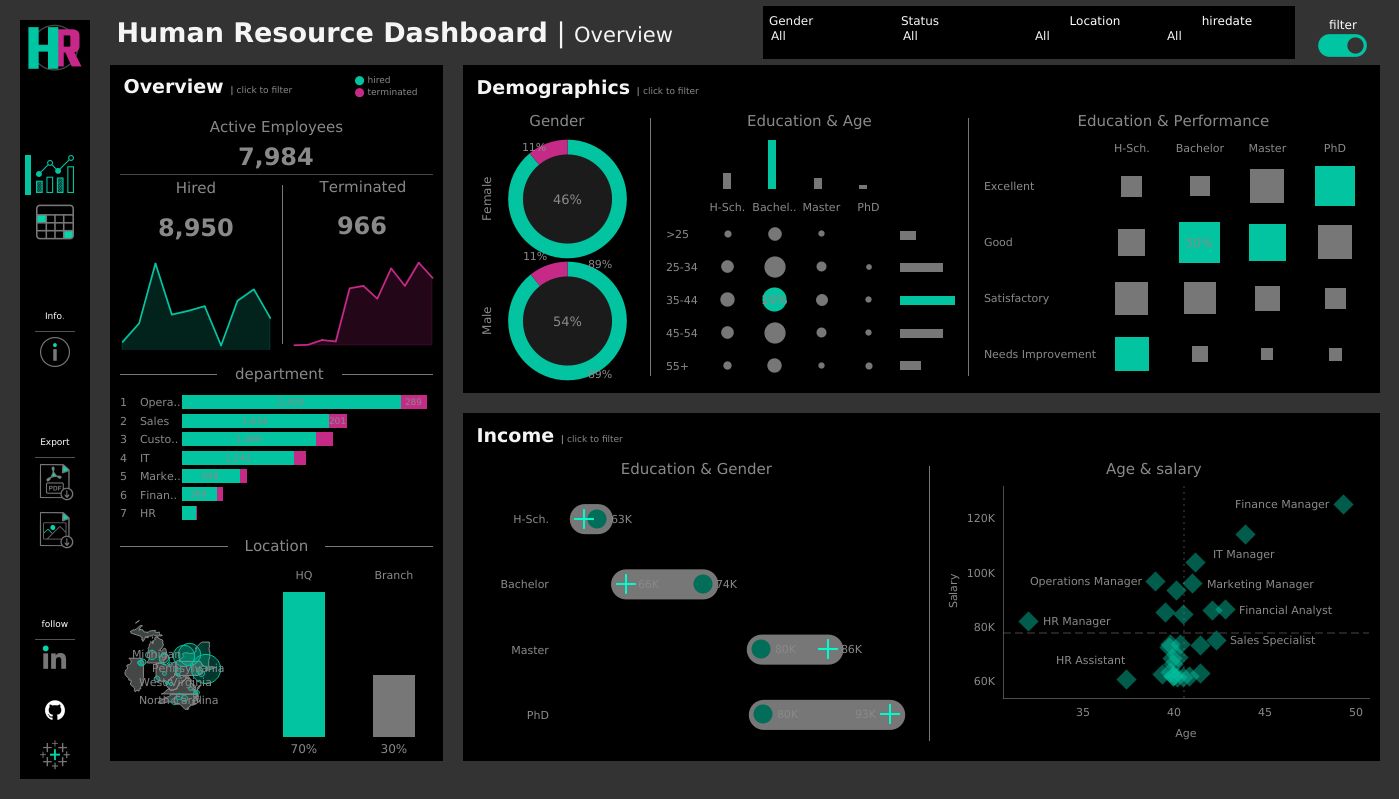 HR
Human Resource Dashboard | Overview
Gender
All
Status
All
Location
All
hiredate
All
filter
Info.
Export
PDF
follow
in
Overview | click to filter
hired
terminated
Active Employees
7,984
Hired
8,950
Terminated
966
department
1 Opera..
289
2 Sales
201
3 Custo..
4 IT
5 Marke..
6 Finan..
7 HR
Location
HQ
Branch
70%
30%
Michigan
Pennsylvania
West Virginia
North Carolina
Demographics | click to filter
Gender
Female
11%
46%
89%
Male
11%
54%
89%
Education & Age
H-Sch. Bachel.. Master PhD
>25
25-34
35-44
45-54
55+
Education & Performance
H-Sch. Bachelor Master PhD
Excellent
Good
Satisfactory
Needs Improvement
Income | click to filter
Education & Gender
H-Sch.
63K
Bachelor
66K
74K
Master
80K
86K
PhD
80K
93K
Age & salary
Salary
120K
100K
80K
60K
Finance Manager
IT Manager
Operations Manager
Marketing Manager
Financial Analyst
HR Manager
Sales Specialist
HR Assistant
35
40
45
50
Age